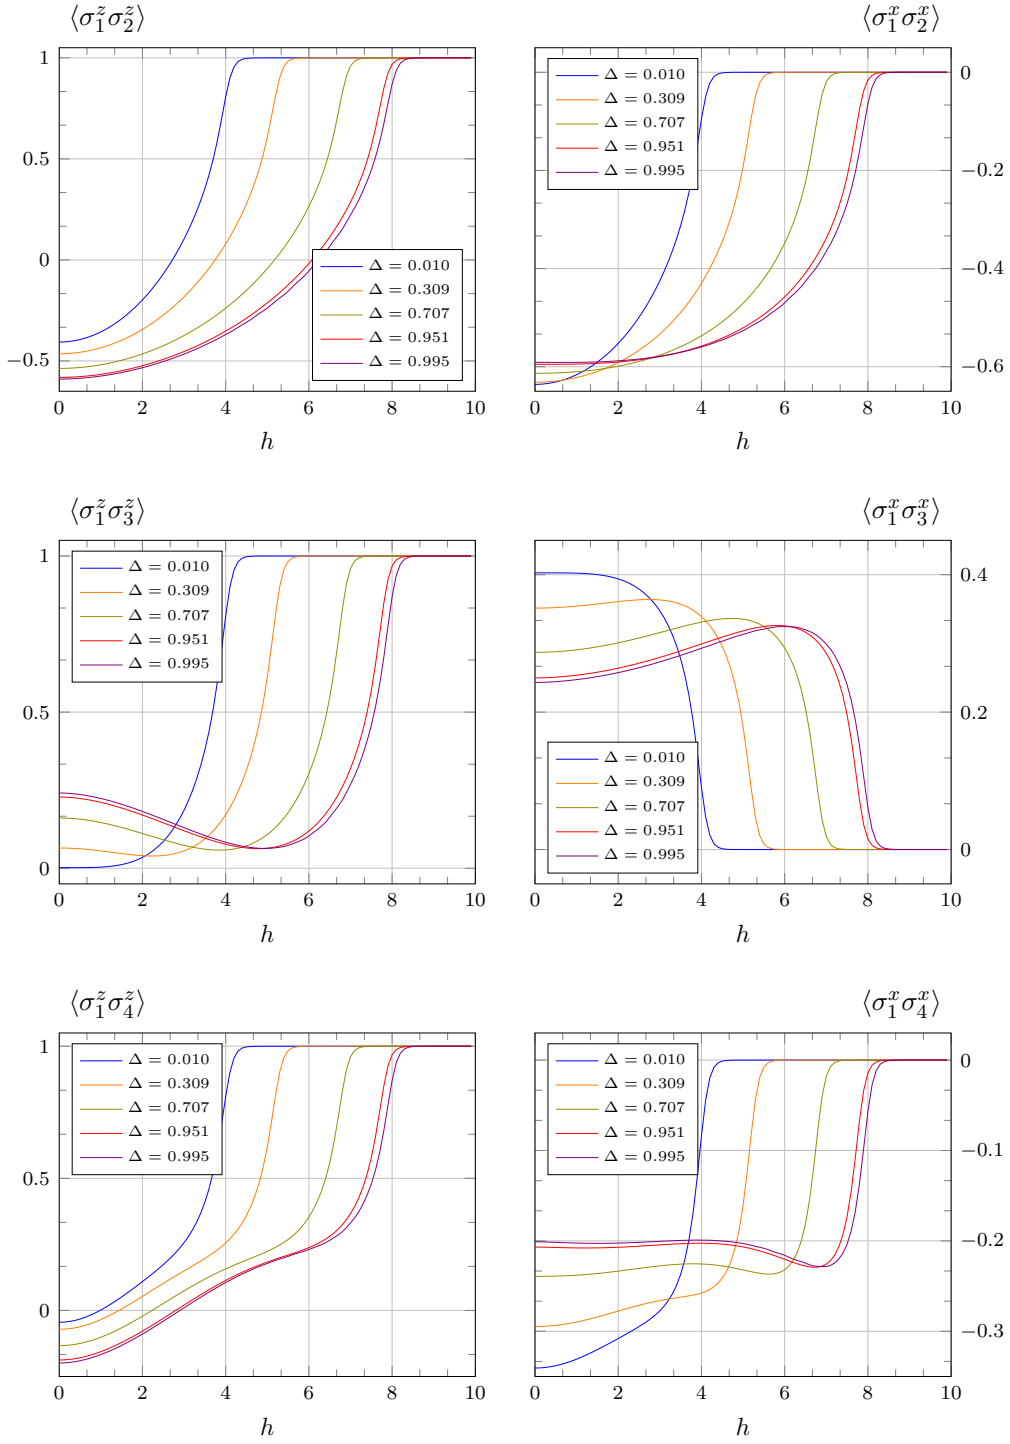 ⟨σ₁ᶻσ₂ᶻ⟩
1
0.5
0
−0.5
Δ = 0.010
Δ = 0.309
Δ = 0.707
Δ = 0.951
Δ = 0.995
0 2 4 6 8 10
h
⟨σ₁ˣσ₂ˣ⟩
Δ = 0.010
Δ = 0.309
Δ = 0.707
Δ = 0.951
Δ = 0.995
0
−0.2
−0.4
−0.6
0 2 4 6 8 10
h
⟨σ₁ᶻσ₃ᶻ⟩
1
0.5
0
Δ = 0.010
Δ = 0.309
Δ = 0.707
Δ = 0.951
Δ = 0.995
0 2 4 6 8 10
h
⟨σ₁ˣσ₃ˣ⟩
0.4
0.2
0
Δ = 0.010
Δ = 0.309
Δ = 0.707
Δ = 0.951
Δ = 0.995
0 2 4 6 8 10
h
⟨σ₁ᶻσ₄ᶻ⟩
1
0.5
0
Δ = 0.010
Δ = 0.309
Δ = 0.707
Δ = 0.951
Δ = 0.995
0 2 4 6 8 10
h
⟨σ₁ˣσ₄ˣ⟩
Δ = 0.010
Δ = 0.309
Δ = 0.707
Δ = 0.951
Δ = 0.995
0
−0.1
−0.2
−0.3
0 2 4 6 8 10
h